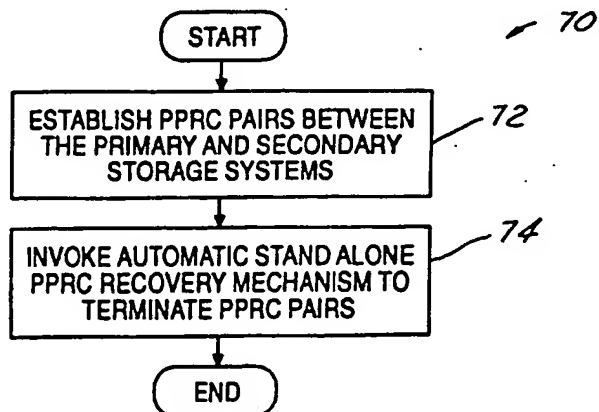 START
70
ESTABLISH PPRC PAIRS BETWEEN
THE PRIMARY AND SECONDARY
STORAGE SYSTEMS
72
INVOKE AUTOMATIC STAND ALONE
PPRC RECOVERY MECHANISM TO
TERMINATE PPRC PAIRS
74
END